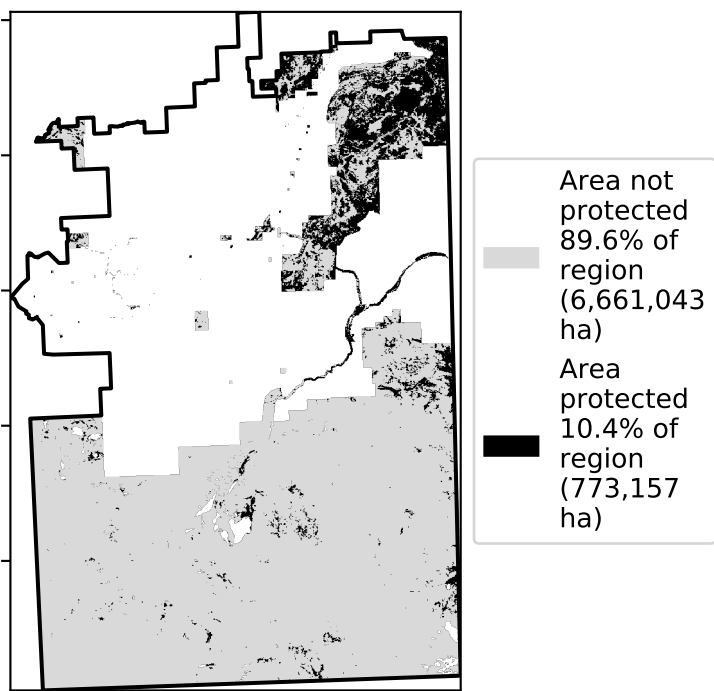 Area not
protected
89.6% of
region
(6,661,043
ha)
Area
protected
10.4% of
region
(773,157
ha)